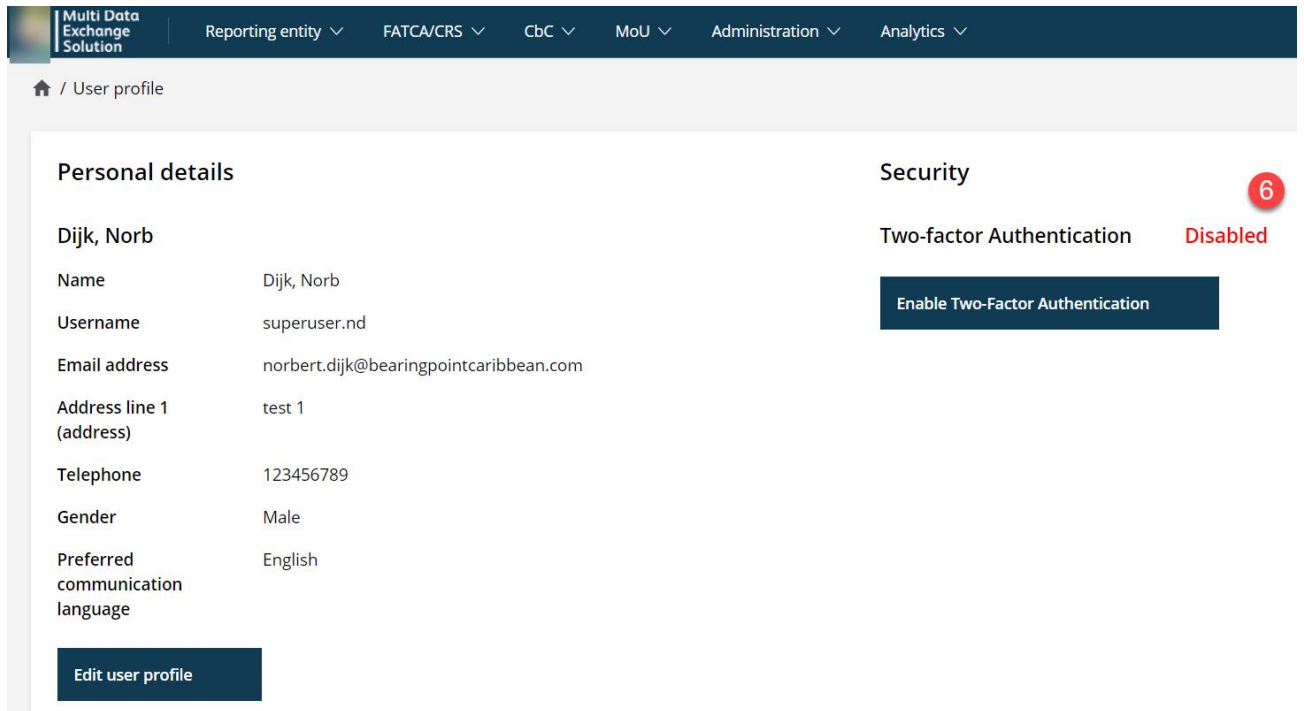 Multi Data
Exchange
Solution
Reporting entity FATCA/CRS CbC MoU Administration Analytics
/ User profile
Personal details
Dijk, Norb
Name Dijk, Norb
Username superuser.nd
Email address norbert.dijk@bearingpointcaribbean.com
Address line 1 test 1
(address)
Telephone 123456789
Gender Male
Preferred English
communication
language
Edit user profile
Security
6
Two-factor Authentication Disabled
Enable Two-Factor Authentication